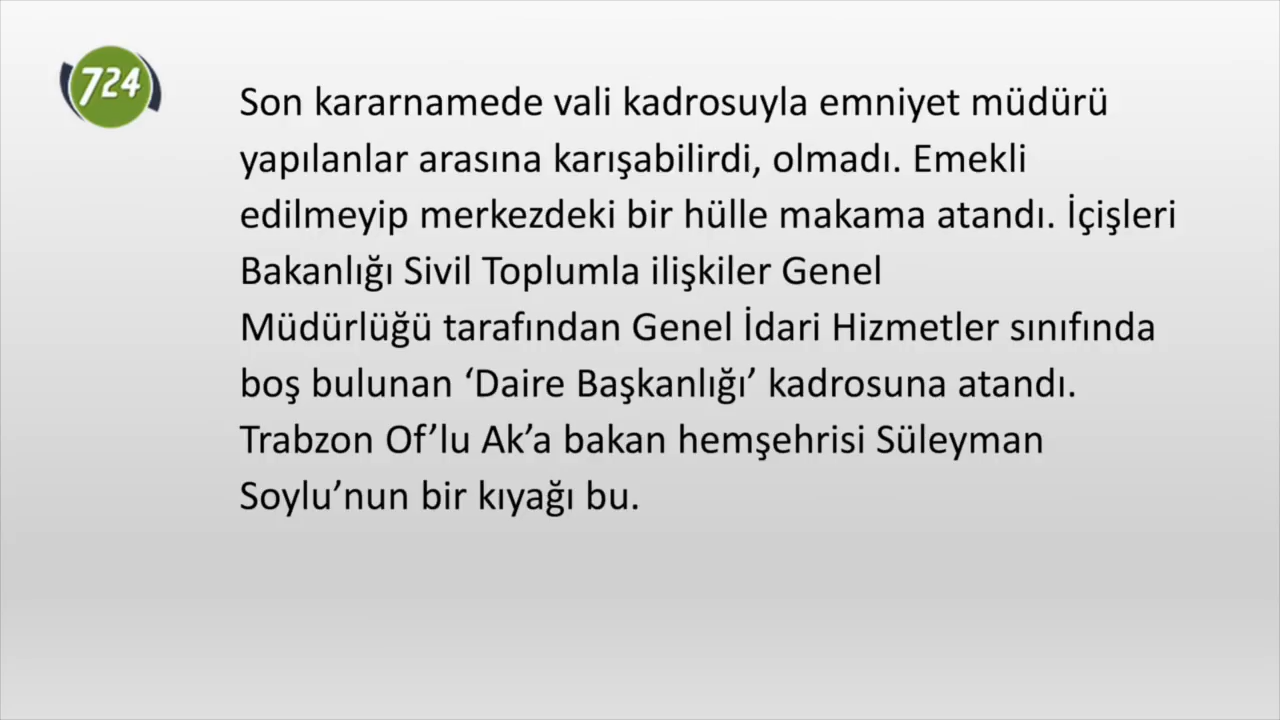 724
Son kararnamede vali kadrosuyla emniyet müdürü
yapılanlar arasına karışabilirdi, olmadı. Emekli
edilmeyip merkezdeki bir hülle makama atandı. İçişleri
Bakanlığı Sivil Toplumla ilişkiler Genel
Müdürlüğü tarafından Genel İdari Hizmetler sınıfında
boş bulunan ‘Daire Başkanlığı’ kadrosuna atandı.
Trabzon Of’lu Ak’a bakan hemşehrisi Süleyman
Soylu’nun bir kıyağı bu.